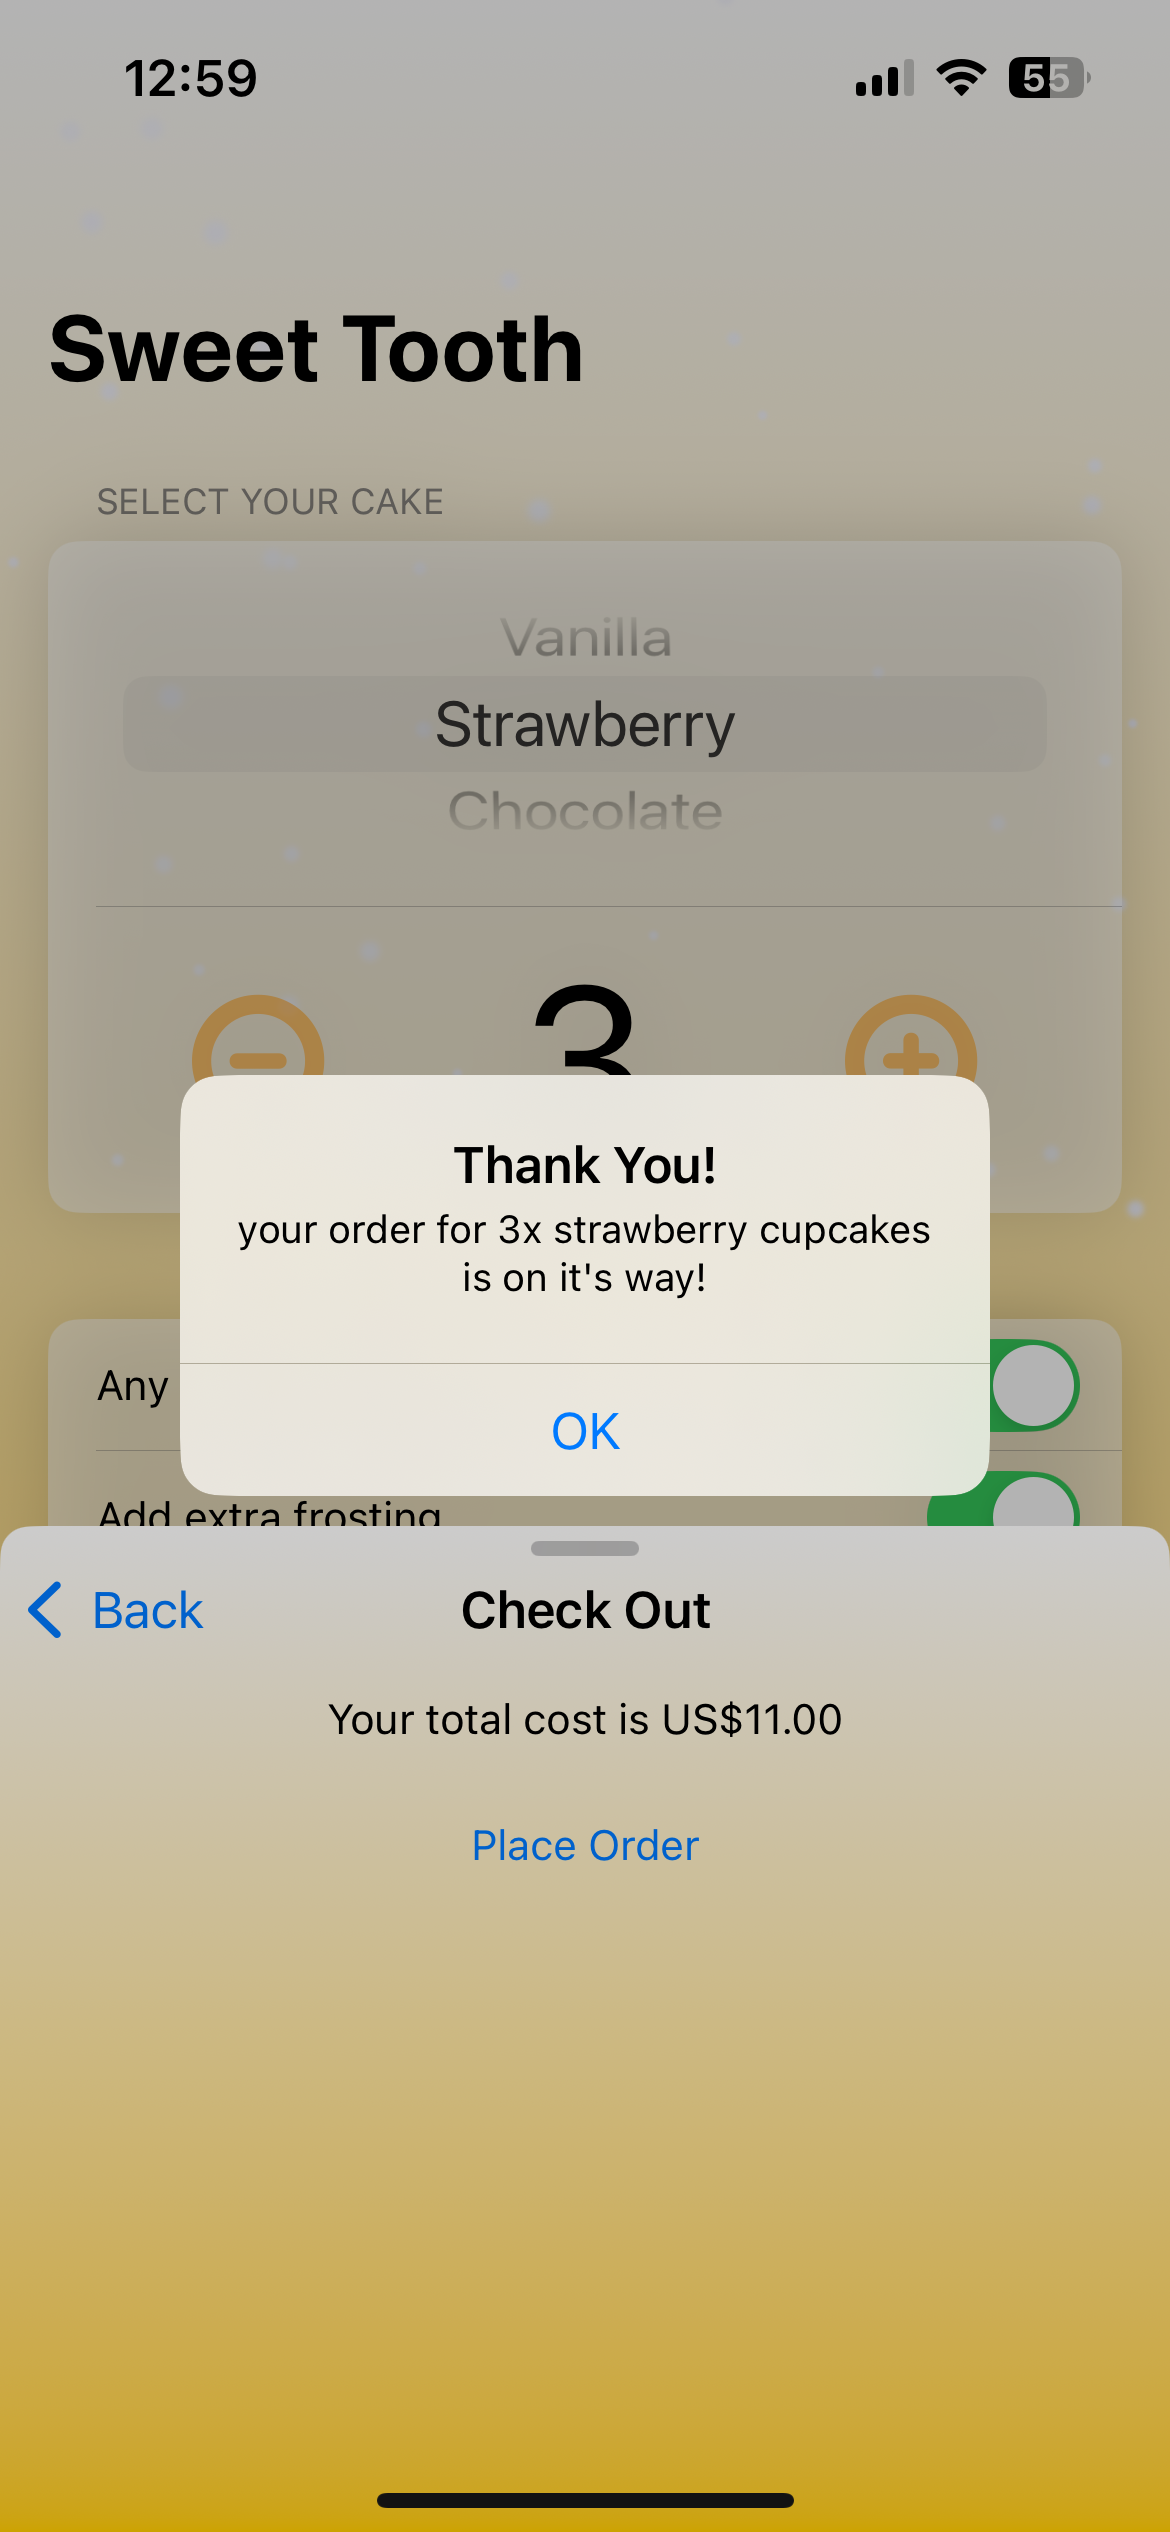 12:59
55
Sweet Tooth
SELECT YOUR CAKE
Vanilla
Strawberry
Chocolate
3
Thank You!
your order for 3x strawberry cupcakes
is on it's way!
Any
OK
Add extra frosting
Back
Check Out
Your total cost is US$11.00
Place Order